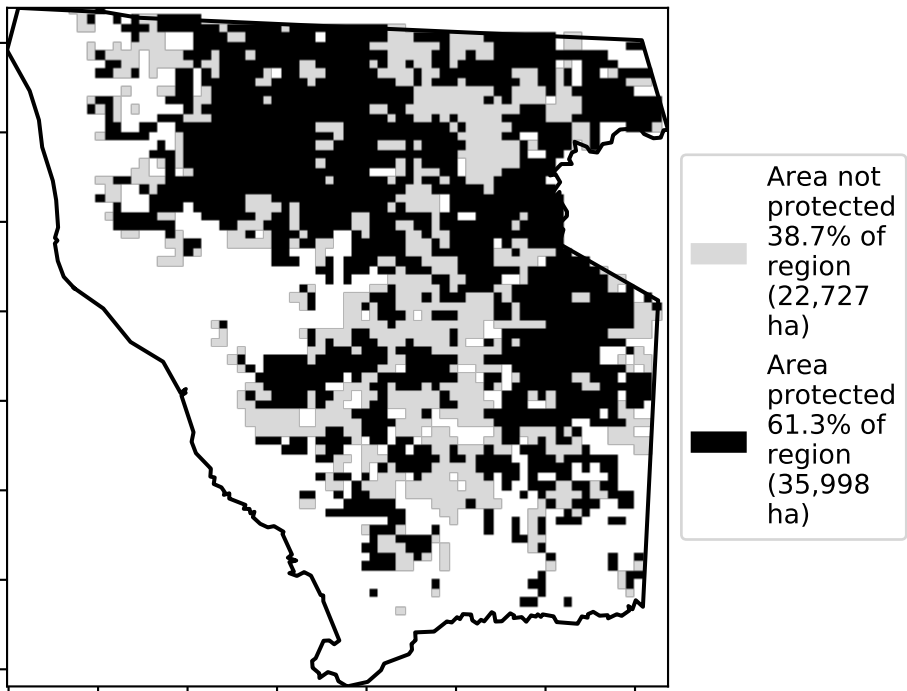 Area not
protected
38.7% of
region
(22,727
ha)
Area
protected
61.3% of
region
(35,998
ha)